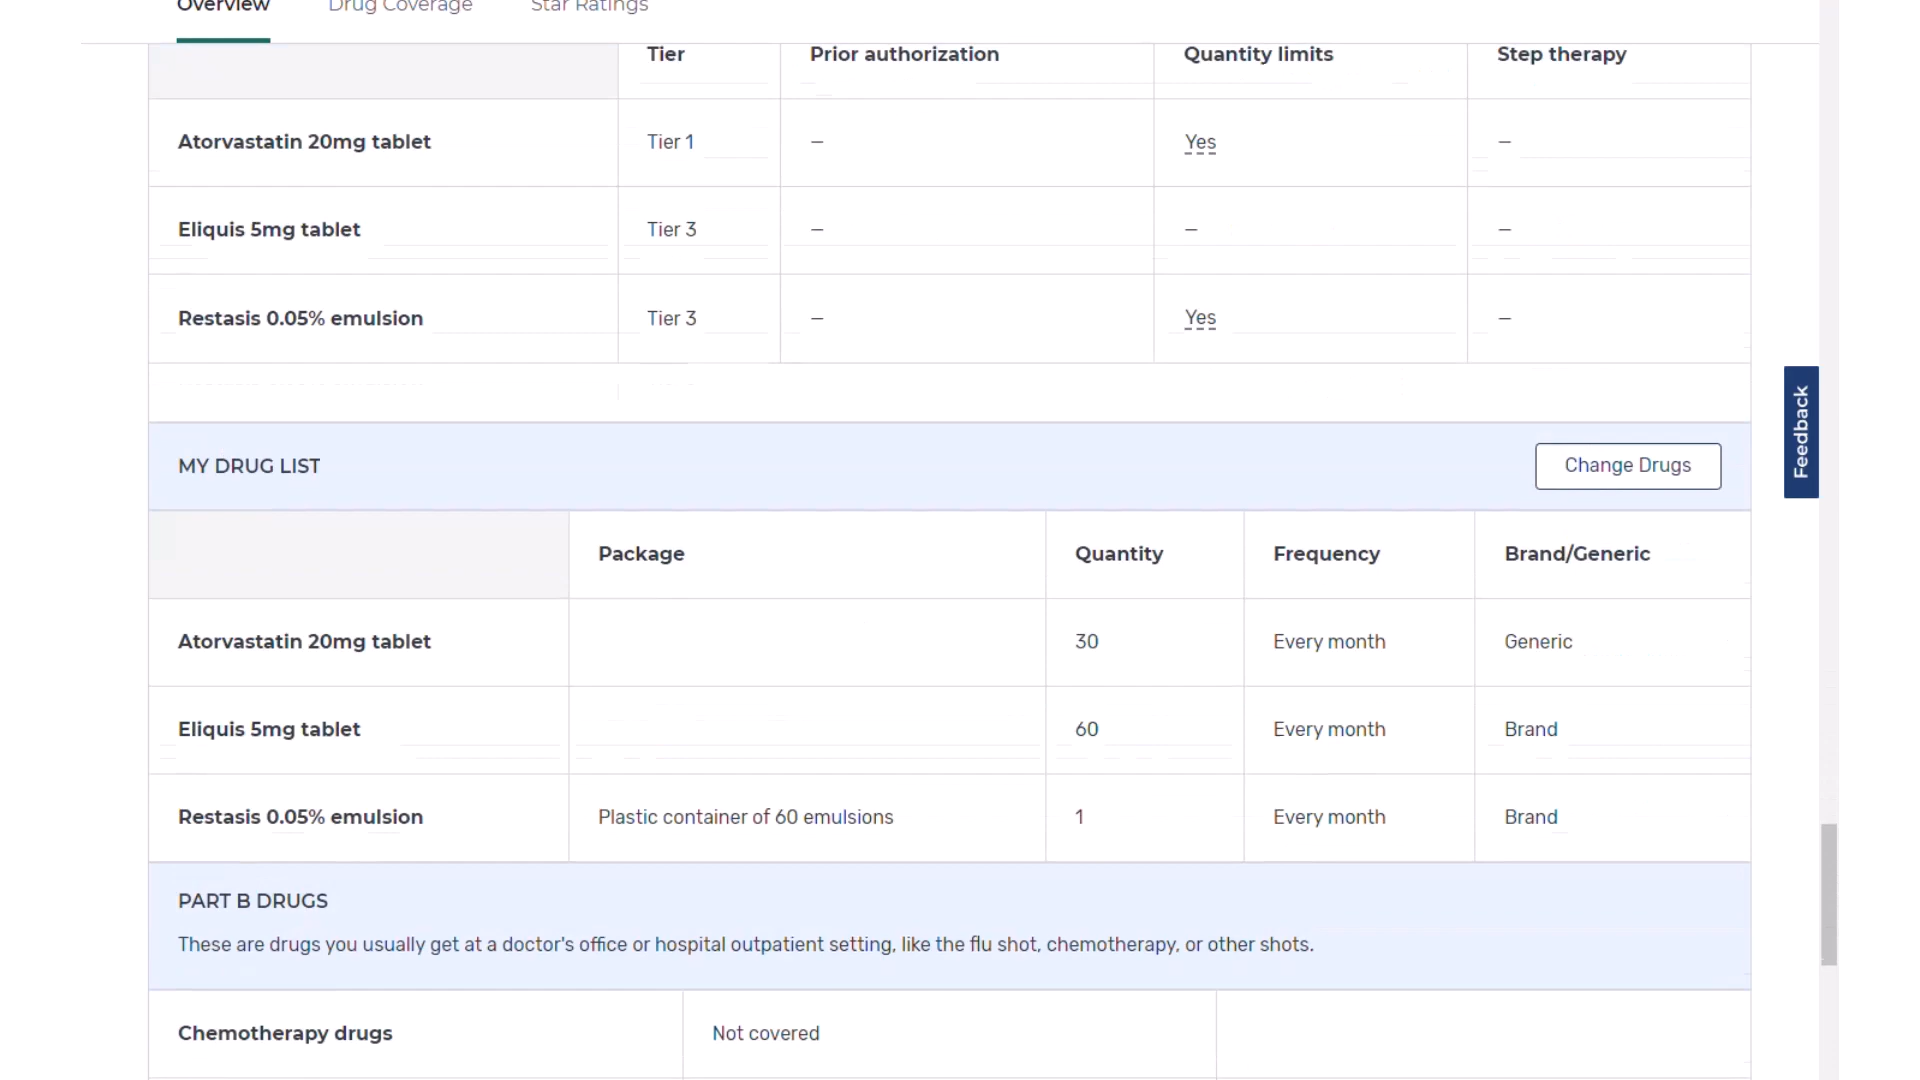 Overview Drug Coverage Star Ratings
Tier Prior authorization Quantity limits Step therapy
Atorvastatin 20mg tablet Tier 1 – Yes –
Eliquis 5mg tablet Tier 3 – – –
Restasis 0.05% emulsion Tier 3 – Yes –
MY DRUG LIST Change Drugs
Feedback
Package Quantity Frequency Brand/Generic
Atorvastatin 20mg tablet 30 Every month Generic
Eliquis 5mg tablet 60 Every month Brand
Restasis 0.05% emulsion Plastic container of 60 emulsions 1 Every month Brand
PART B DRUGS
These are drugs you usually get at a doctor's office or hospital outpatient setting, like the flu shot, chemotherapy, or other shots.
Chemotherapy drugs Not covered